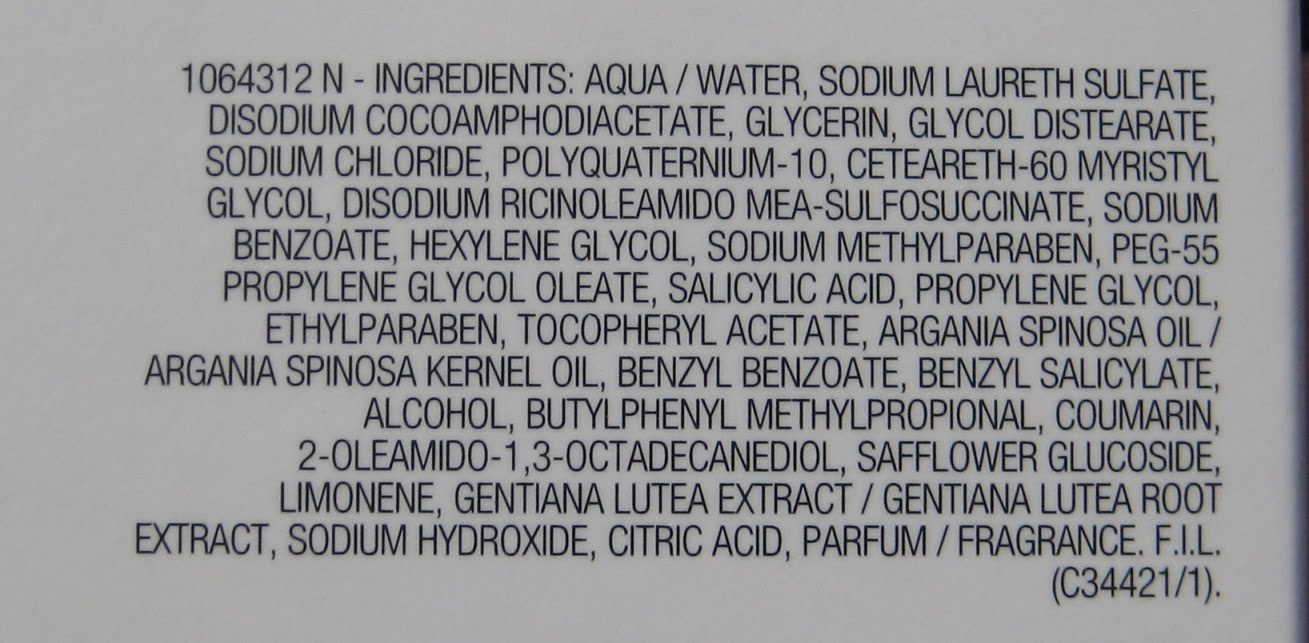 1064312 N - INGREDIENTS: AQUA / WATER, SODIUM LAURETH SULFATE,
DISODIUM COCOAMPHODIACETATE, GLYCERIN, GLYCOL DISTEARATE,
SODIUM CHLORIDE, POLYQUATERNIUM-10, CETEARETH-60 MYRISTYL
GLYCOL, DISODIUM RICINOLEAMIDO MEA-SULFOSUCCINATE, SODIUM
BENZOATE, HEXYLENE GLYCOL, SODIUM METHYLPARABEN, PEG-55
PROPYLENE GLYCOL OLEATE, SALICYLIC ACID, PROPYLENE GLYCOL,
ETHYLPARABEN, TOCOPHERYL ACETATE, ARGANIA SPINOSA OIL /
ARGANIA SPINOSA KERNEL OIL, BENZYL BENZOATE, BENZYL SALICYLATE,
ALCOHOL, BUTYLPHENYL METHYLPROPIONAL, COUMARIN,
2-OLEAMIDO-1,3-OCTADECANEDIOL, SAFFLOWER GLUCOSIDE,
LIMONENE, GENTIANA LUTEA EXTRACT / GENTIANA LUTEA ROOT
EXTRACT, SODIUM HYDROXIDE, CITRIC ACID, PARFUM / FRAGRANCE. F.I.L.
(C34421/1).